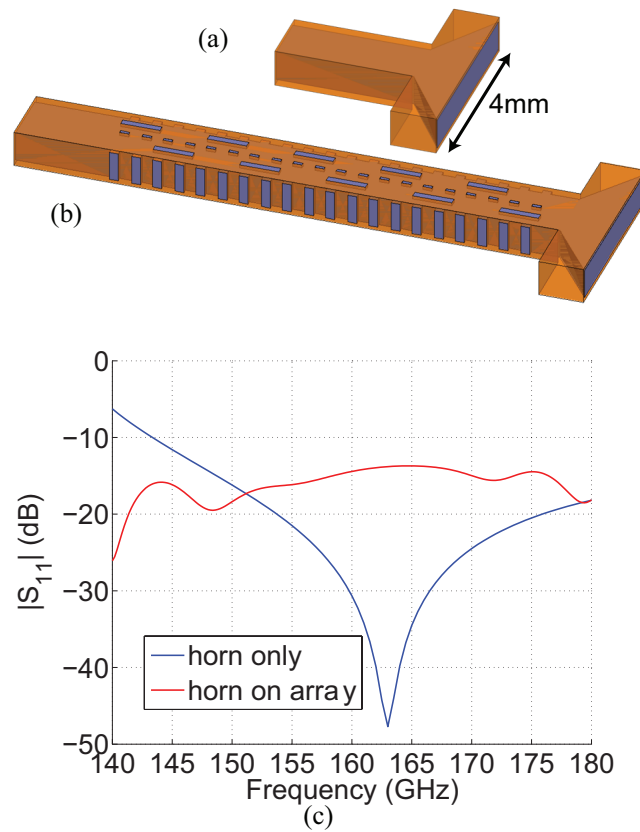 (a)
4mm
(b)
0
−10
−20
−30
−40
−50
|S11| (dB)
horn only
horn on array
140 145 150 155 160 165 170 175 180
Frequency (GHz)
(c)